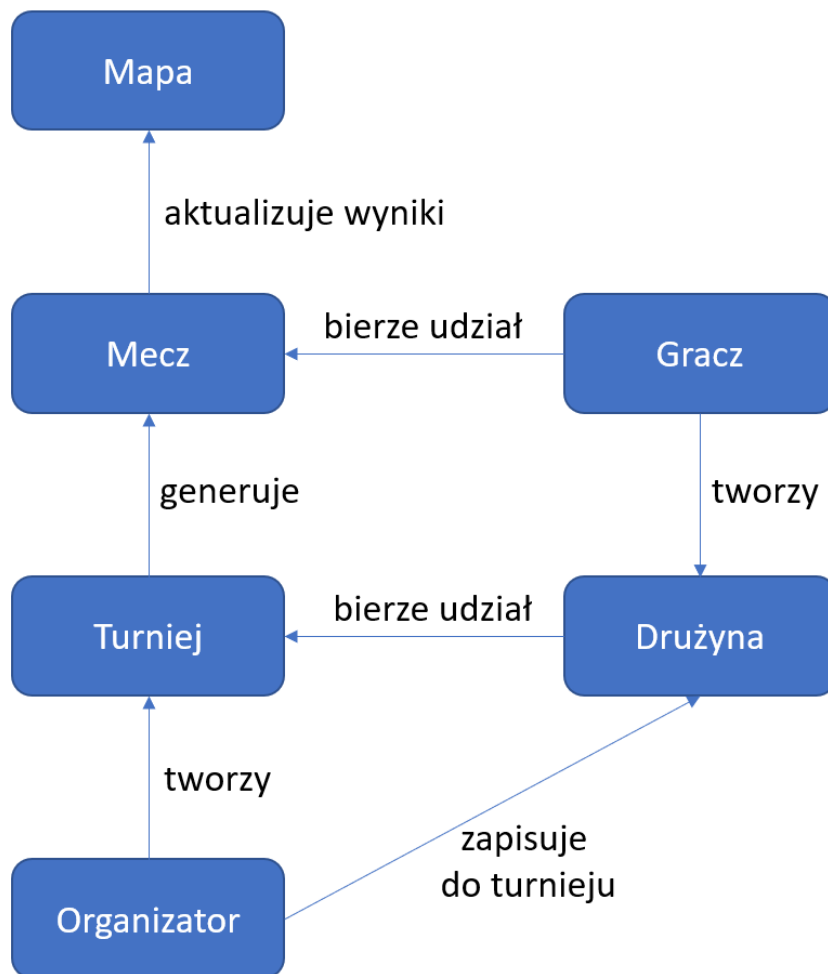 Mapa
aktualizuje wyniki
bierze udział
Mecz
Gracz
generuje
tworzy
bierze udział
Turniej
Drużyna
tworzy
zapisuje
do turnieju
Organizator